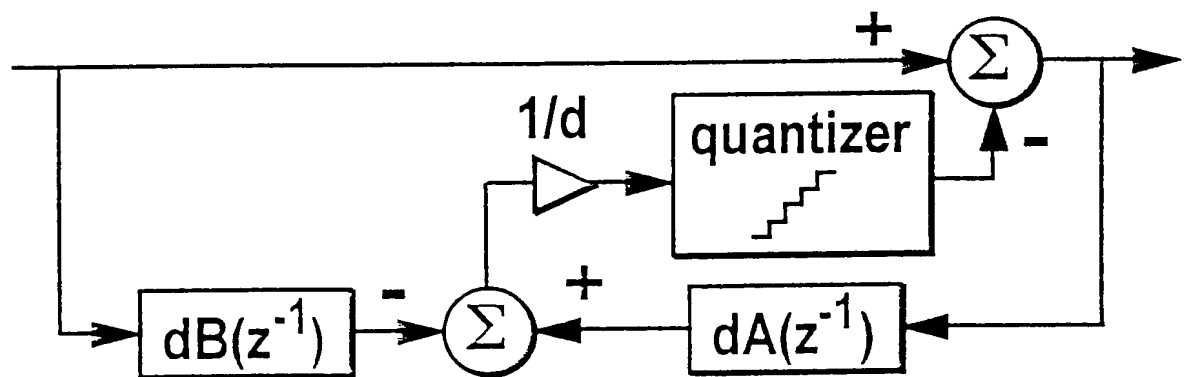 +
Σ
1/d
quantizer
-
-
+
dB(z⁻¹)
Σ
dA(z⁻¹)